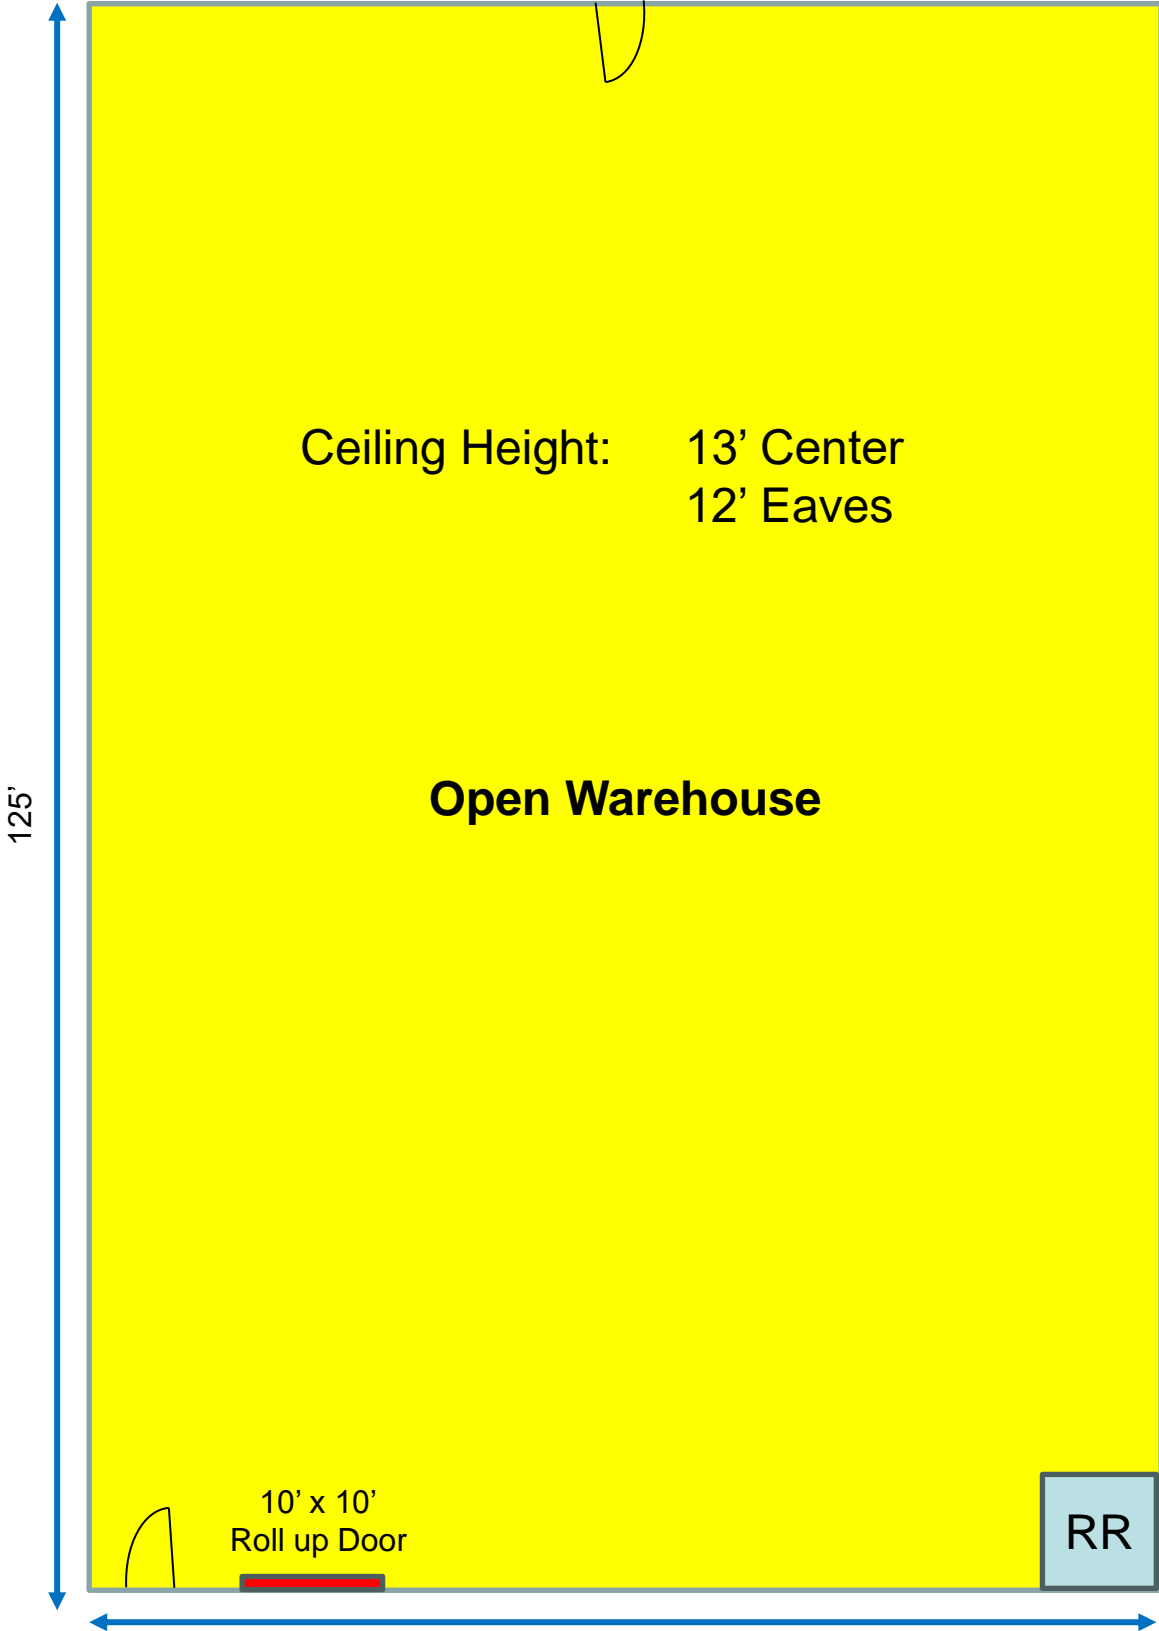 Ceiling Height: 13’ Center
12’ Eaves
125’
Open Warehouse
10’ x 10’
Roll up Door
RR